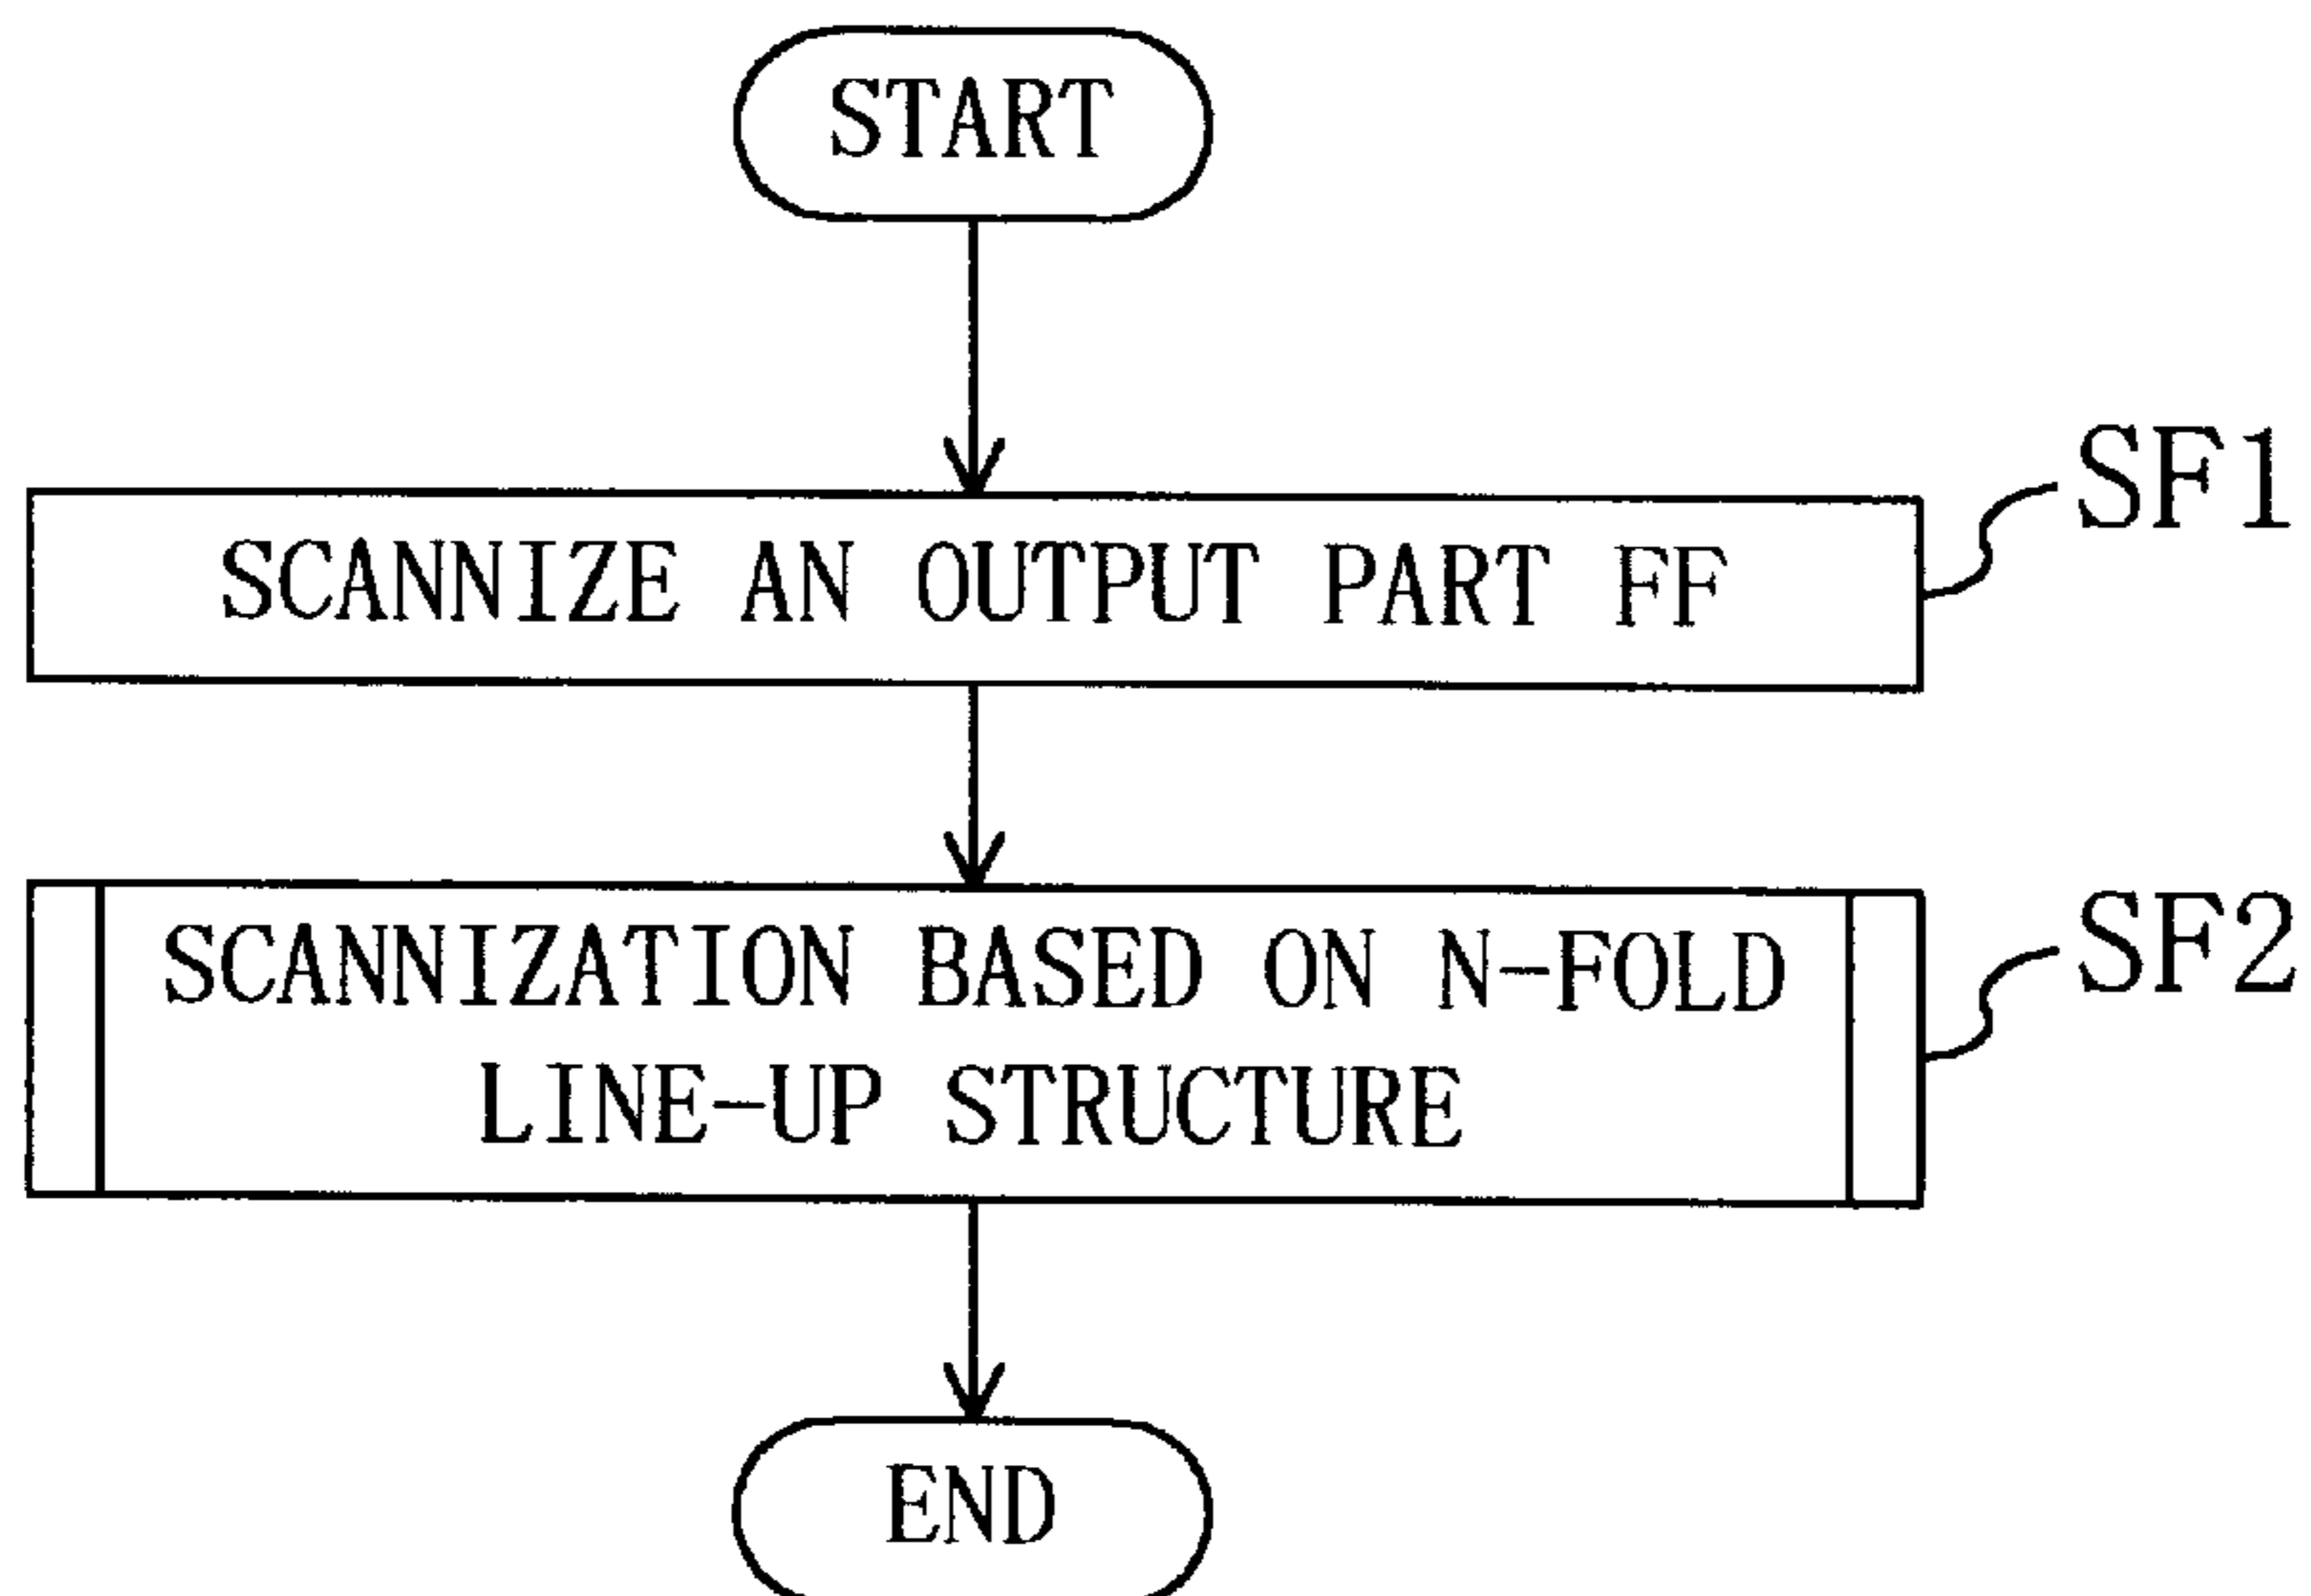 START
SCANNIZE AN OUTPUT PART FF
SF1
SCANNIZATION BASED ON N-FOLD
LINE-UP STRUCTURE
SF2
END